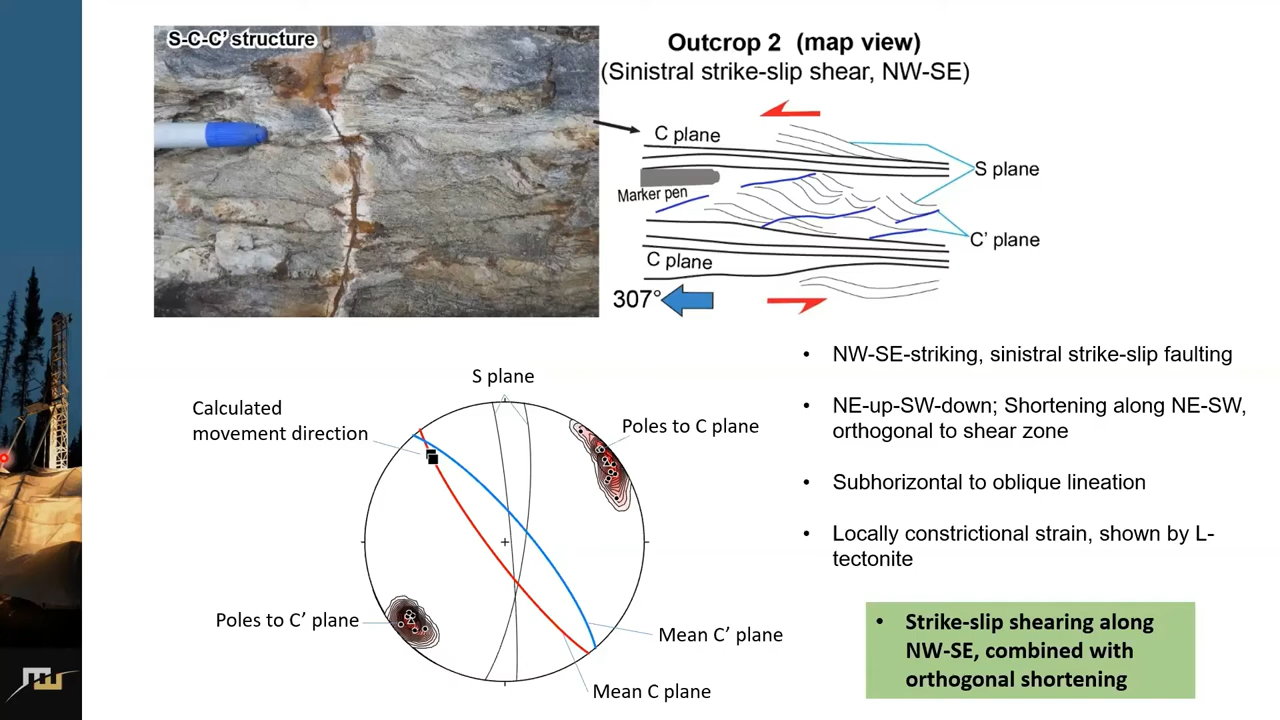 S-C-C' structure
Outcrop 2 (map view)
(Sinistral strike-slip shear, NW-SE)
C plane
S plane
Marker pen
C' plane
C plane
307°
• NW-SE-striking, sinistral strike-slip faulting
• NE-up-SW-down; Shortening along NE-SW,
orthogonal to shear zone
• Subhorizontal to oblique lineation
• Locally constrictional strain, shown by L-
tectonite
• Strike-slip shearing along
NW-SE, combined with
orthogonal shortening
S plane
Calculated
movement direction
Poles to C plane
Poles to C’ plane
Mean C’ plane
Mean C plane